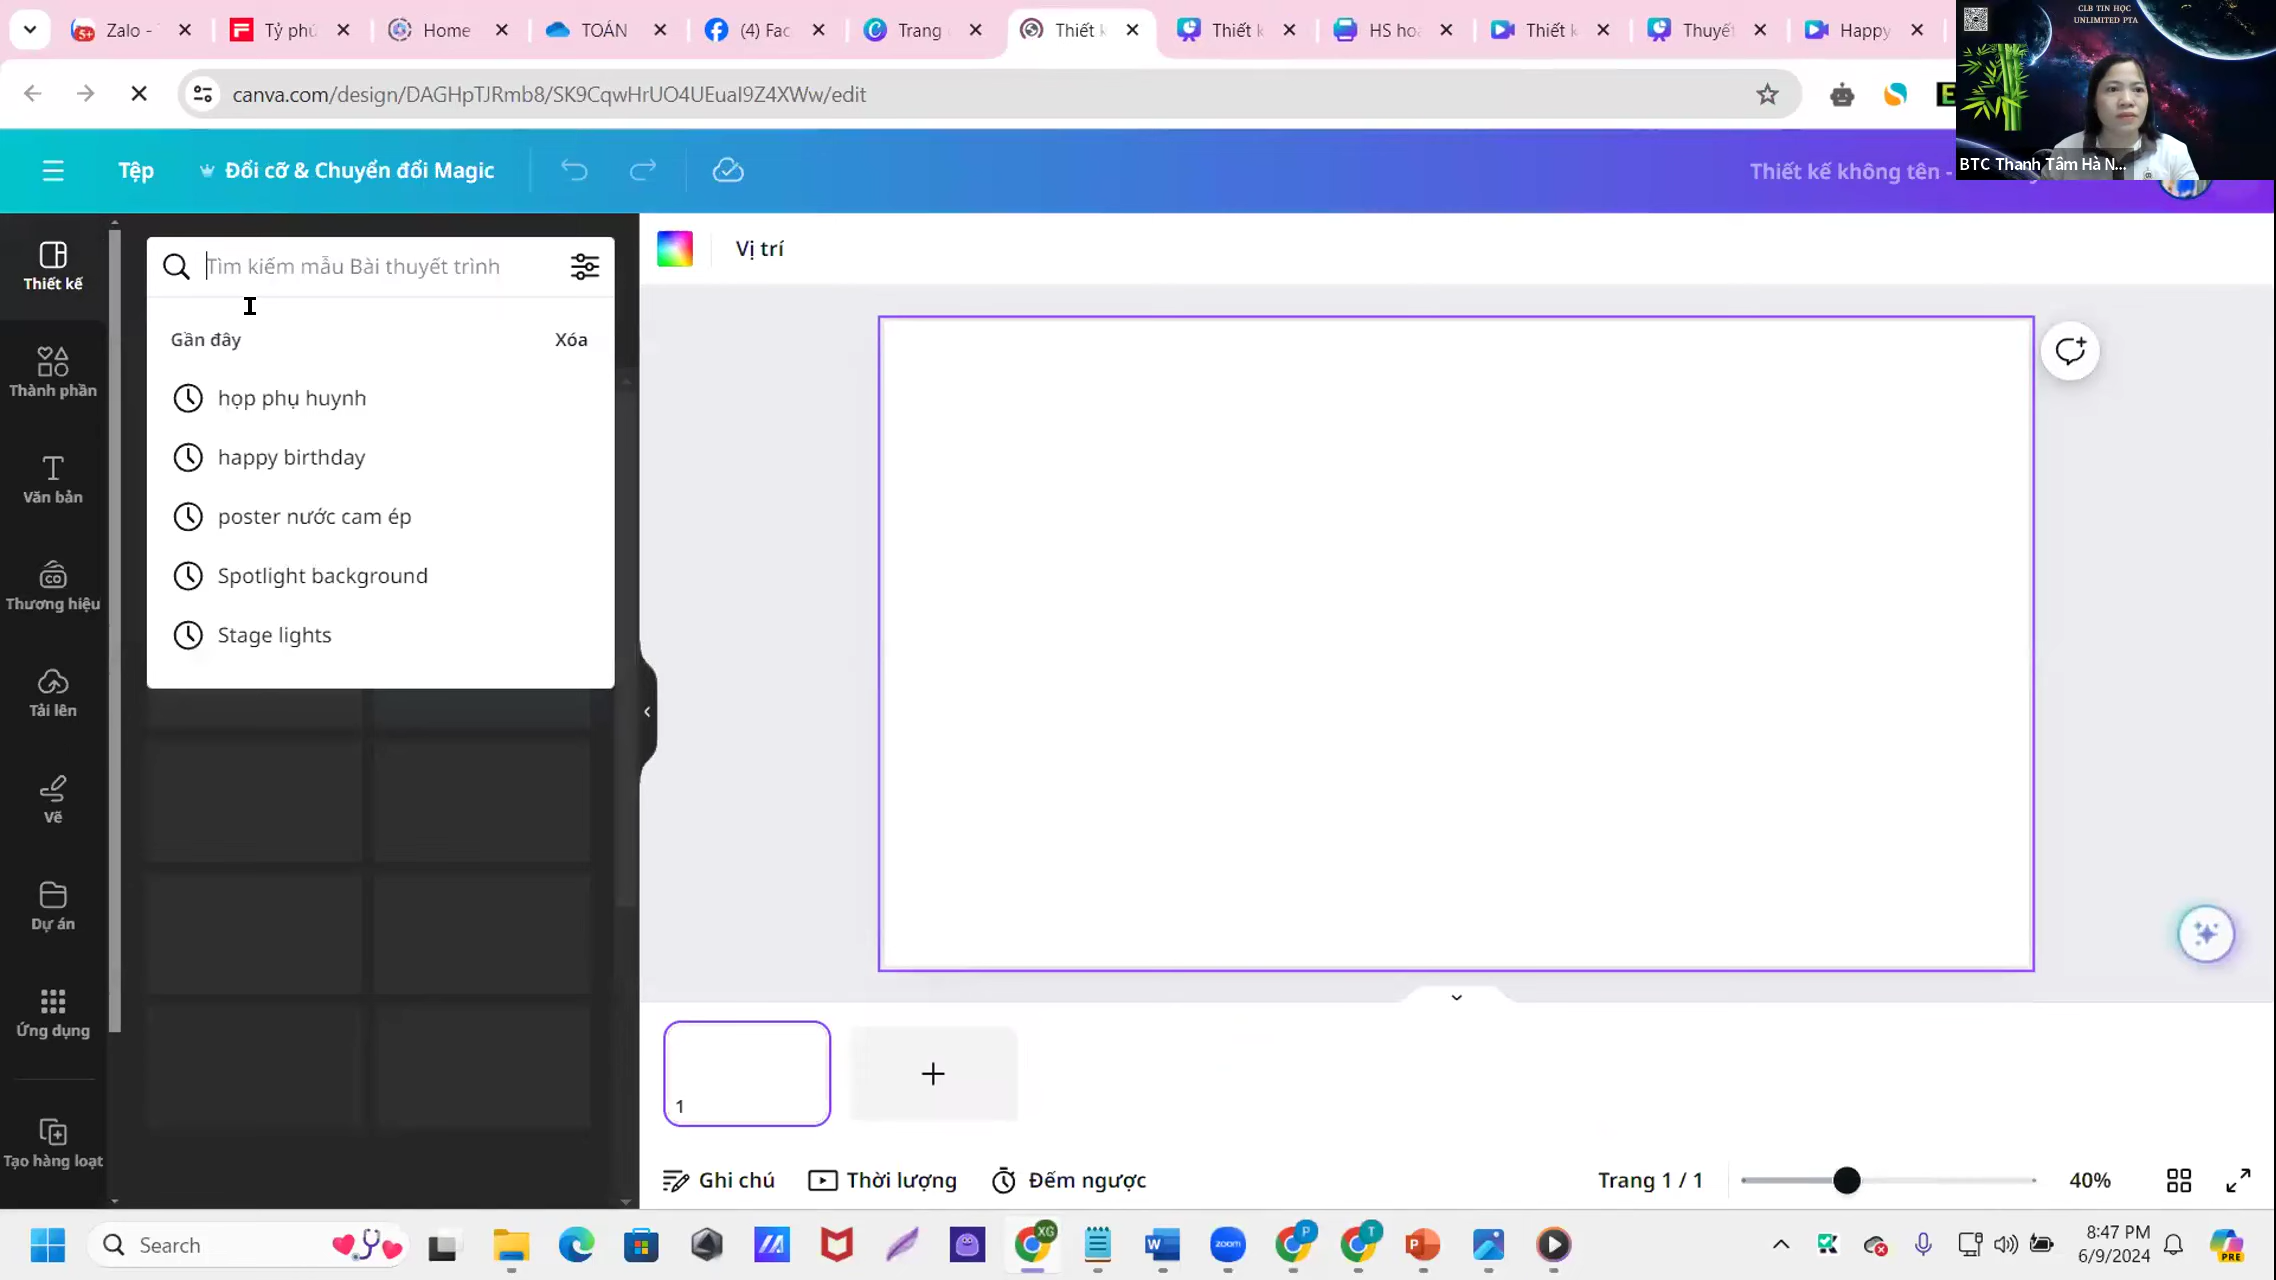 Zalo -
Tỷ phú
Home
TOÁN
(4) Fac
Trang
Thiết k
Thiết k
HS ho
Thiết k
Thuyết
Happy
canva.com/design/DAGHpTJRmb8/SK9CqwHrUO4UEuaI9Z4XWw/edit
CLB TIN HỌC
UNLIMITED PTA
BTC Thanh Tâm Hà N...
Tệp
Đổi cỡ & Chuyển đổi Magic
Thiết kế không tên -
Thiết kế
Thành phần
Văn bản
Thương hiệu
Tải lên
Vẽ
Dự án
Ứng dụng
Tạo hàng loạt
Tìm kiếm mẫu Bài thuyết trình
Gần đây
Xóa
họp phụ huynh
happy birthday
poster nước cam ép
Spotlight background
Stage lights
Vị trí
1
Ghi chú
Thời lượng
Đếm ngược
Trang 1 / 1
40%
Search
8:47 PM
6/9/2024